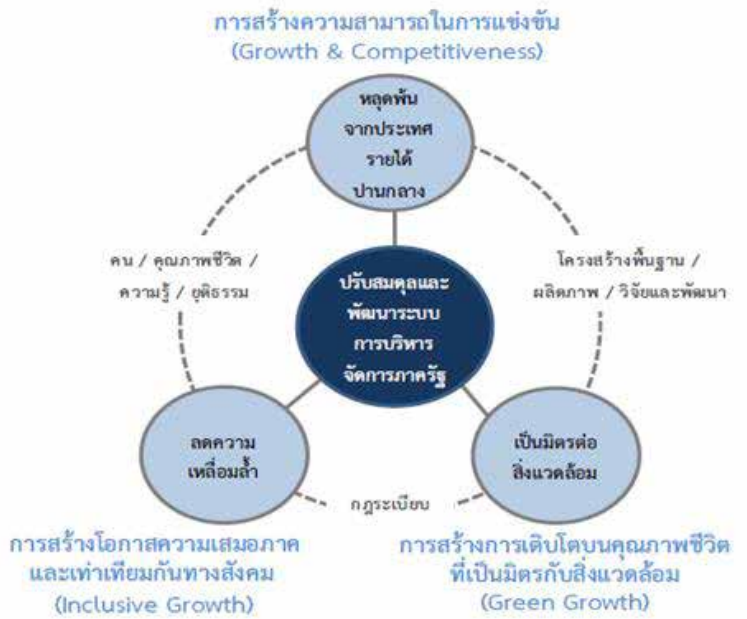 การสร้างความสามารถในการแข่งขัน
(Growth & Competitiveness)
หลุดพ้น
จากประเทศ
รายได้
ปานกลาง
คน / คุณภาพชีวิต /
ความรู้ / ยุติธรรม
โครงสร้างพื้นฐาน /
ผลิตภาพ / วิจัยและพัฒนา
ปรับสมดุลและ
พัฒนาระบบ
การบริหาร
จัดการภาครัฐ
ลดความ
เหลื่อมล้ำ
เป็นมิตรต่อ
สิ่งแวดล้อม
กฎระเบียบ
การสร้างโอกาสความเสมอภาค
และเท่าเทียมกันทางสังคม
(Inclusive Growth)
การสร้างการเติบโตบนคุณภาพชีวิต
ที่เป็นมิตรกับสิ่งแวดล้อม
(Green Growth)